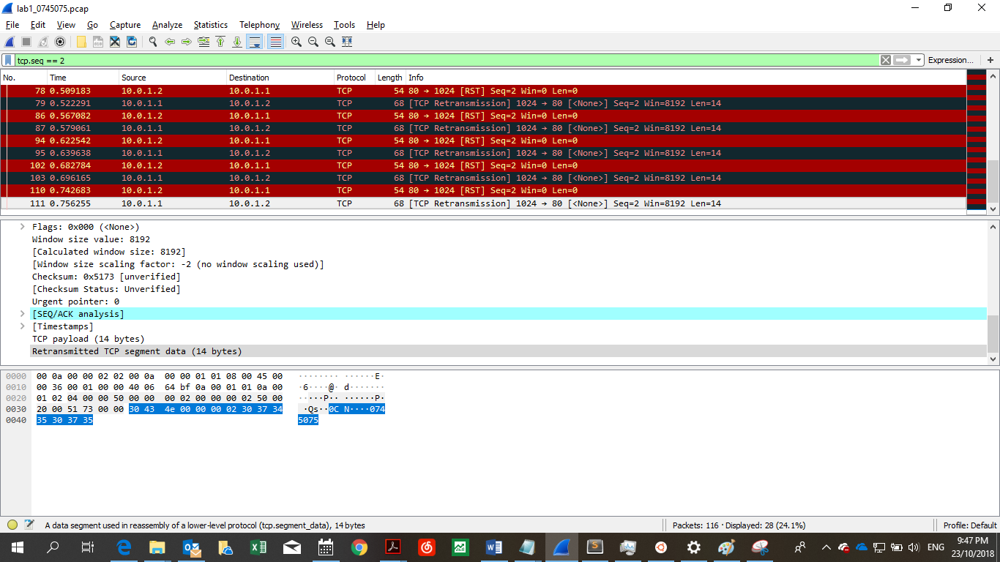 lab1_0745075.pcap
File Edit View Go Capture Analyze Statistics Telephony Wireless Tools Help
tcp.seq == 2 Expression... +
No. Time Source Destination Protocol Length Info
78 0.509183 10.0.1.2 10.0.1.1 TCP 54 80 → 1024 [RST] Seq=2 Win=0 Len=0
79 0.522291 10.0.1.1 10.0.1.2 TCP 68 [TCP Retransmission] 1024 → 80 [<None>] Seq=2 Win=8192 Len=14
86 0.567082 10.0.1.2 10.0.1.1 TCP 54 80 → 1024 [RST] Seq=2 Win=0 Len=0
87 0.579061 10.0.1.1 10.0.1.2 TCP 68 [TCP Retransmission] 1024 → 80 [<None>] Seq=2 Win=8192 Len=14
94 0.622542 10.0.1.2 10.0.1.1 TCP 54 80 → 1024 [RST] Seq=2 Win=0 Len=0
95 0.639638 10.0.1.1 10.0.1.2 TCP 68 [TCP Retransmission] 1024 → 80 [<None>] Seq=2 Win=8192 Len=14
102 0.682784 10.0.1.2 10.0.1.1 TCP 54 80 → 1024 [RST] Seq=2 Win=0 Len=0
103 0.696165 10.0.1.1 10.0.1.2 TCP 68 [TCP Retransmission] 1024 → 80 [<None>] Seq=2 Win=8192 Len=14
110 0.742683 10.0.1.2 10.0.1.1 TCP 54 80 → 1024 [RST] Seq=2 Win=0 Len=0
111 0.756255 10.0.1.1 10.0.1.2 TCP 68 [TCP Retransmission] 1024 → 80 [<None>] Seq=2 Win=8192 Len=14
Flags: 0x000 (<None>)
Window size value: 8192
[Calculated window size: 8192]
[Window size scaling factor: -2 (no window scaling used)]
Checksum: 0x5173 [unverified]
[Checksum Status: Unverified]
Urgent pointer: 0
[SEQ/ACK analysis]
[Timestamps]
TCP payload (14 bytes)
Retransmitted TCP segment data (14 bytes)
0000 00 0a 00 00 02 02 00 0a 00 00 01 01 08 00 45 00 ········ ······E·
0010 00 36 00 01 00 00 40 06 64 bf 0a 00 01 01 0a 00 ·6····@· d·······
0020 01 02 04 00 00 50 00 00 00 02 00 00 00 02 50 00 ·····P·· ······P·
0030 20 00 51 73 00 00 30 43 4e 00 00 00 02 30 37 34 ·Qs··0C N····074
0040 35 30 37 35 5075
A data segment used in reassembly of a lower-level protocol (tcp.segment_data), 14 bytes Packets: 116 · Displayed: 28 (24.1%) Profile: Default
ENG 9:47 PM
23/10/2018